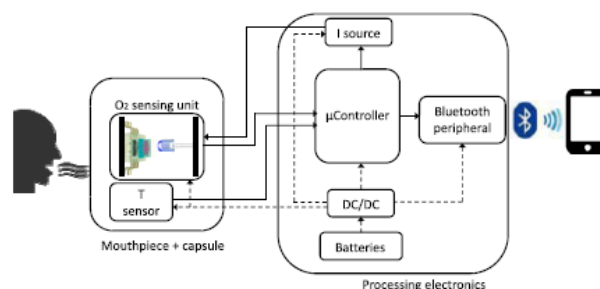 I source
O₂ sensing unit
µController
Bluetooth
peripheral
T
sensor
DC/DC
Mouthpiece + capsule
Batteries
Processing electronics